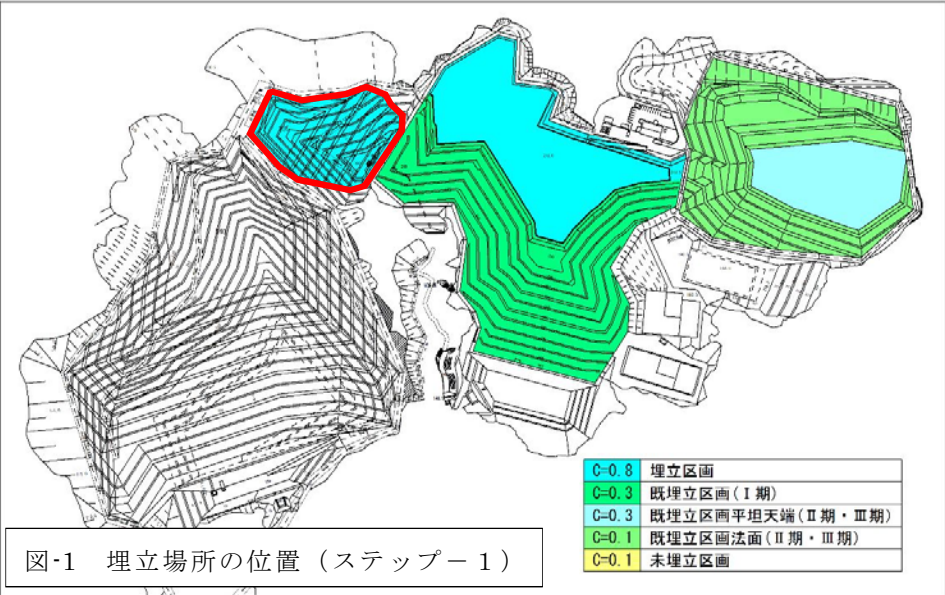 C=0.8 埋立区画
C=0.3 既埋立区画(Ⅰ期)
C=0.3 既埋立区画平坦天端(Ⅱ期・Ⅲ期)
C=0.1 既埋立区画法面(Ⅱ期・Ⅲ期)
C=0.1 未埋立区画
図-1 埋立場所の位置(ステップ-1)